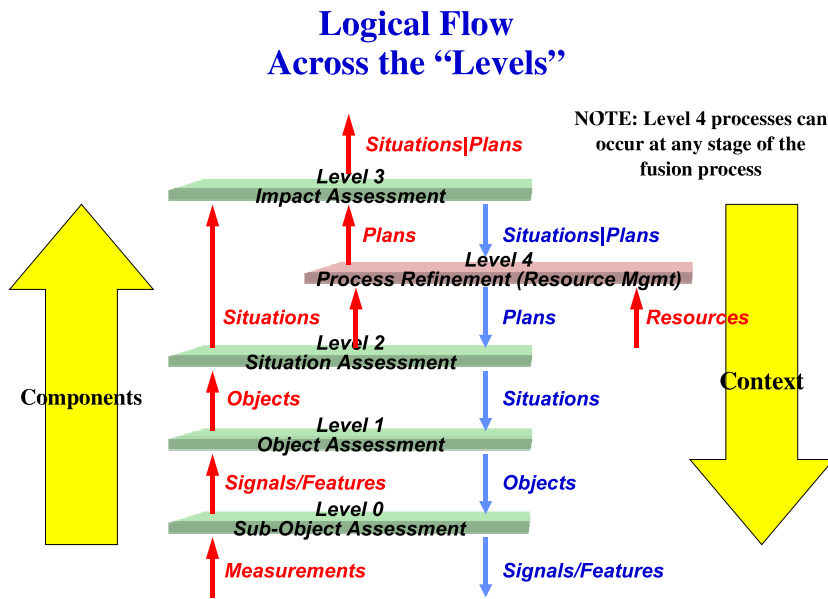 Logical Flow
Across the “Levels”
NOTE: Level 4 processes can
occur at any stage of the
fusion process
Situations|Plans
Level 3
Impact Assessment
Plans
Situations|Plans
Level 4
Process Refinement (Resource Mgmt)
Situations
Plans
Resources
Level 2
Situation Assessment
Components
Context
Objects
Situations
Level 1
Object Assessment
Signals/Features
Objects
Level 0
Sub-Object Assessment
Measurements
Signals/Features